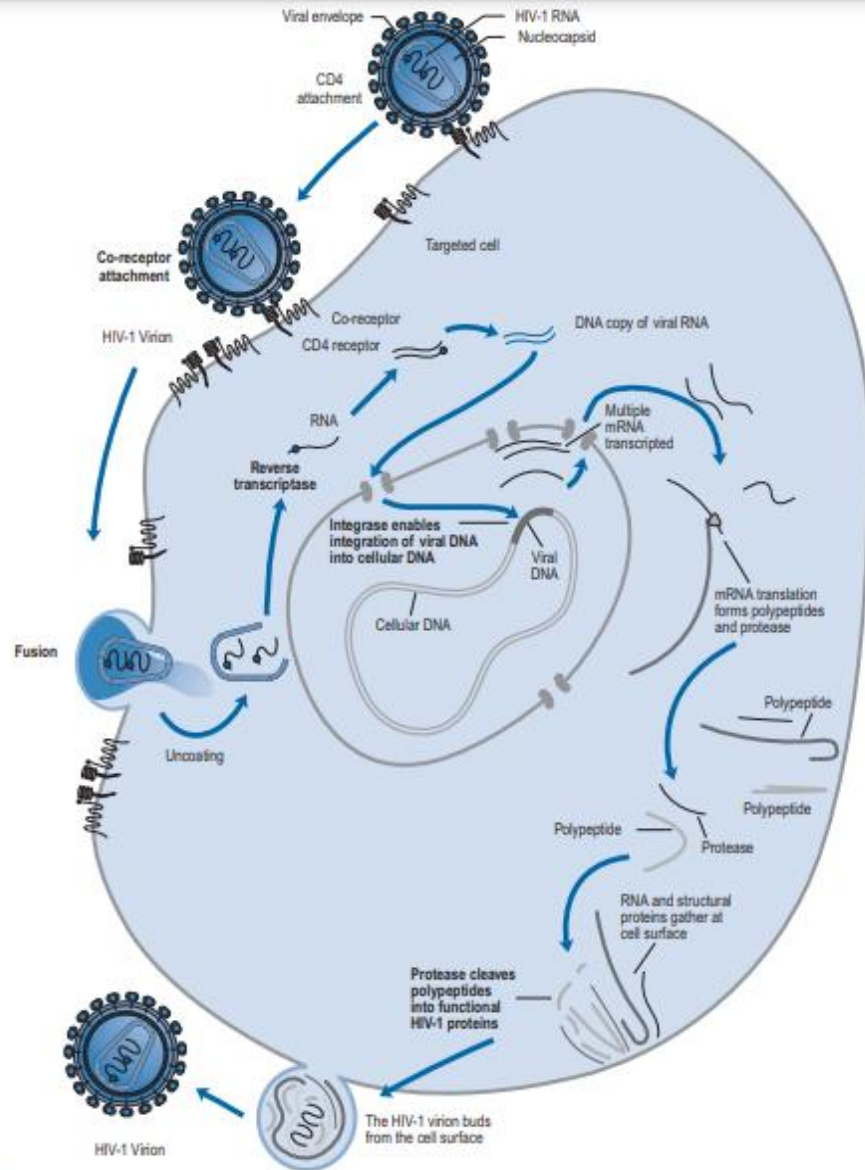 Viral envelope
HIV-1 RNA
Nucleocapsid
CD4
attachment
Targeted cell
Co-receptor
attachment
Co-receptor
HIV-1 Virion
CD4 receptor
DNA copy of viral RNA
RNA
Multiple
mRNA
transcribed
Reverse
transcriptase
Integrase enables
integration of viral DNA
into cellular DNA
Viral
DNA
Cellular DNA
mRNA translation
forms polypeptides
and protease
Fusion
Uncoating
Polypeptide
Polypeptide
Polypeptide
Protease
RNA and structural
proteins gather at
cell surface
Protease cleaves
polypeptides
into functional
HIV-1 proteins
The HIV-1 virion buds
from the cell surface
HIV-1 Virion